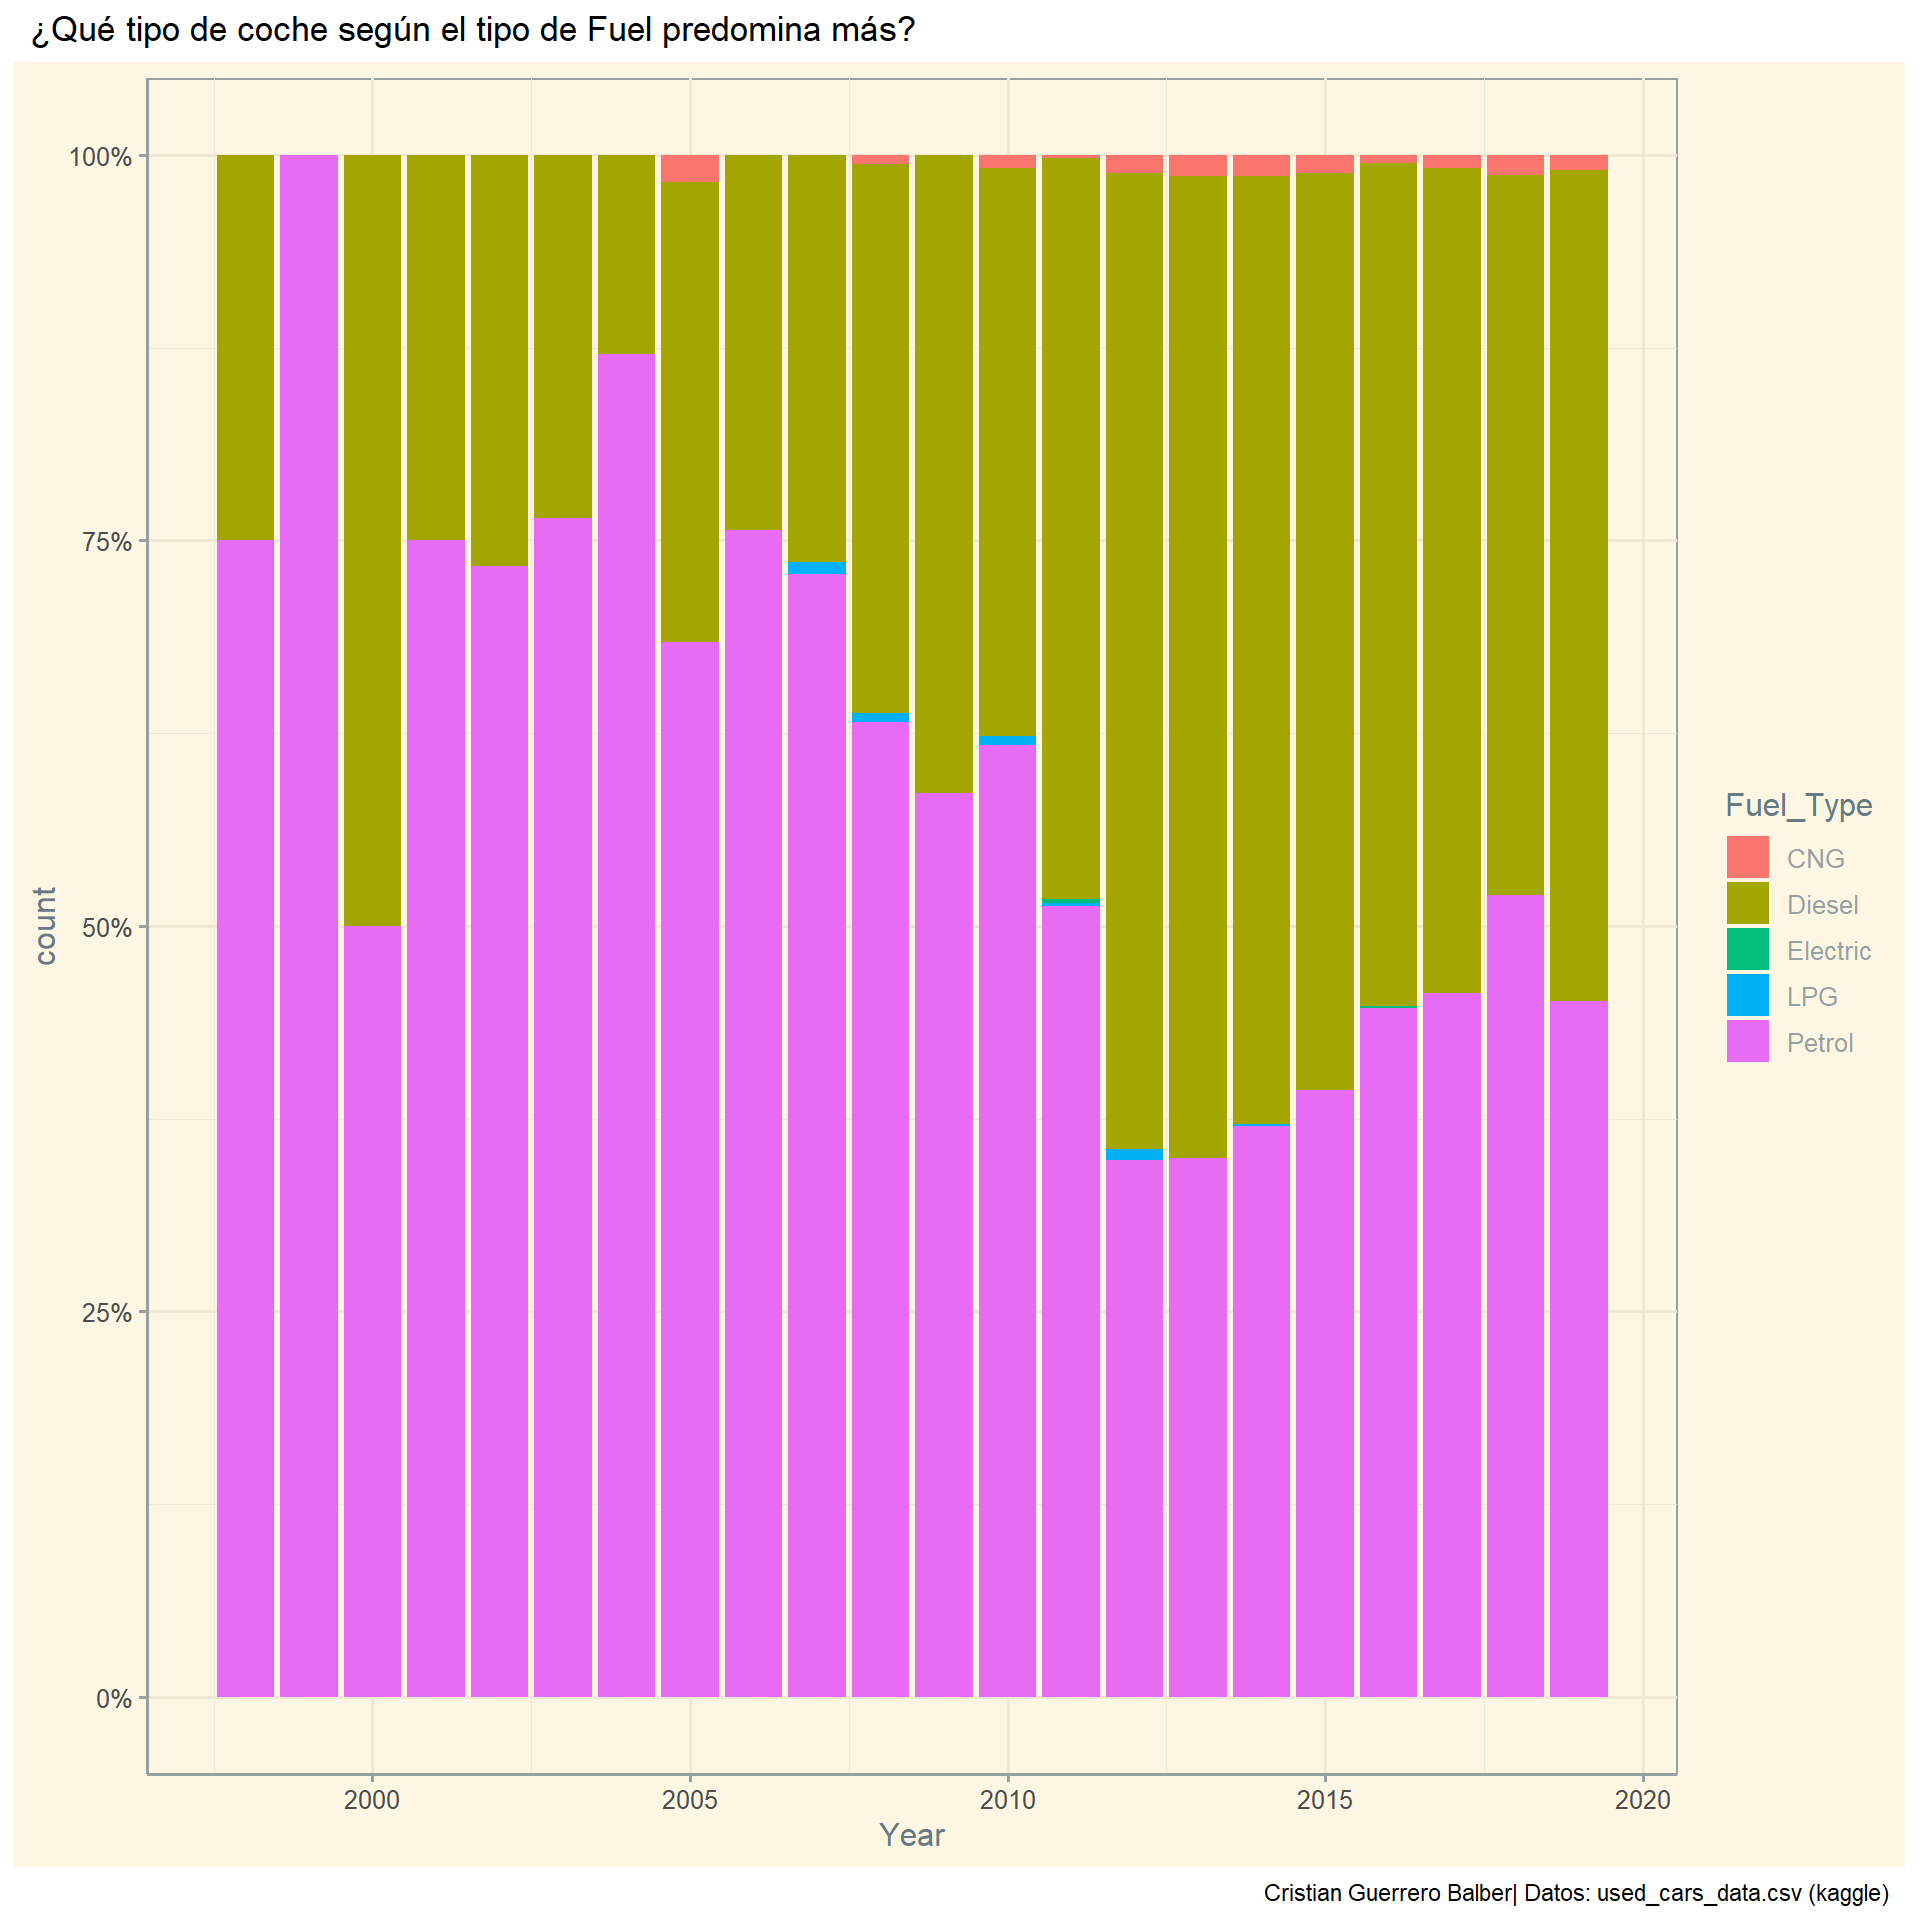 ¿Qué tipo de coche según el tipo de Fuel predomina más?
100%
75%
50%
25%
0%
count
2000
2005
2010
2015
2020
Year
Fuel_Type
CNG
Diesel
Electric
LPG
Petrol
Cristian Guerrero Balber| Datos: used_cars_data.csv (kaggle)